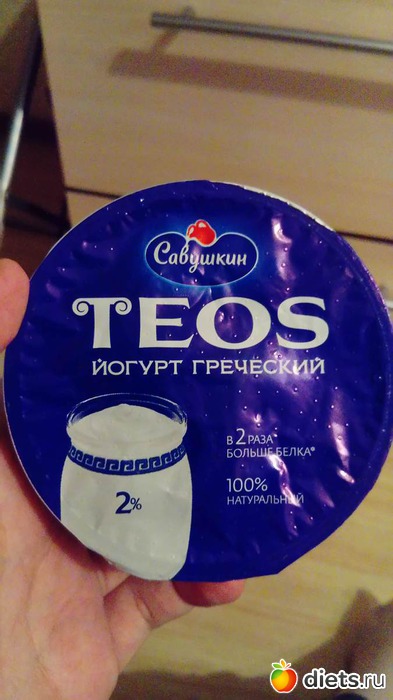 Савушкин
TEOS
ЙОГУРТ ГРЕЧЕСКИЙ
В 2 РАЗА
БОЛЬШЕ БЕЛКА*
100%
НАТУРАЛЬНЫЙ
2%
diets.ru